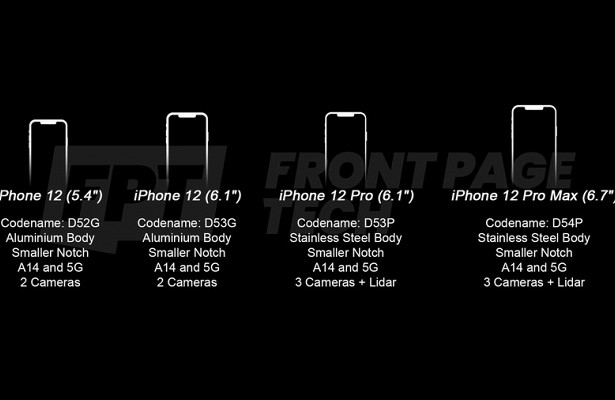 FPT FRONT PAGE
TECH
Phone 12 (5.4")
Codename: D52G
Aluminium Body
Smaller Notch
A14 and 5G
2 Cameras
iPhone 12 (6.1")
Codename: D53G
Aluminium Body
Smaller Notch
A14 and 5G
2 Cameras
iPhone 12 Pro (6.1")
Codename: D53P
Stainless Steel Body
Smaller Notch
A14 and 5G
3 Cameras + Lidar
iPhone 12 Pro Max (6.7"
Codename: D54P
Stainless Steel Body
Smaller Notch
A14 and 5G
3 Cameras + Lidar